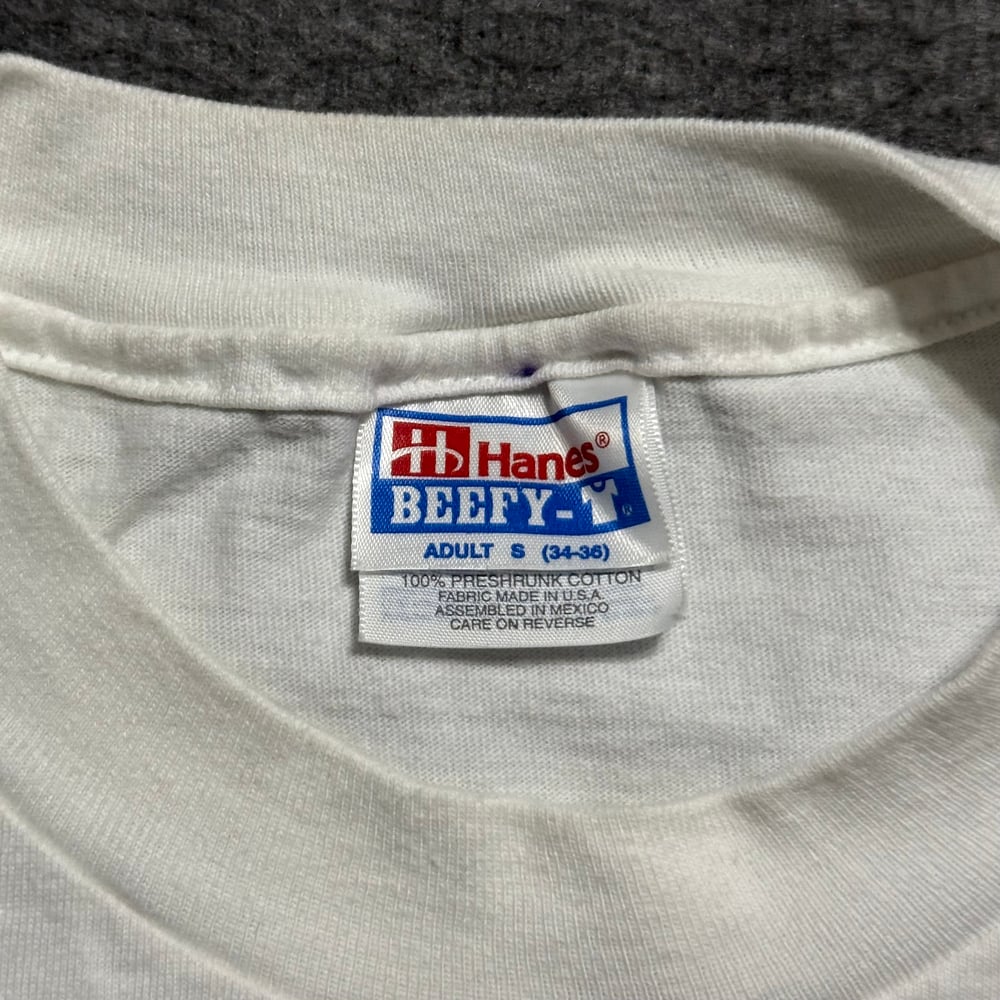 H Hanes®
BEEFY-T®
ADULT S (34-36)
100% PRESHRUNK COTTON
FABRIC MADE IN U.S.A.
ASSEMBLED IN MEXICO
CARE ON REVERSE